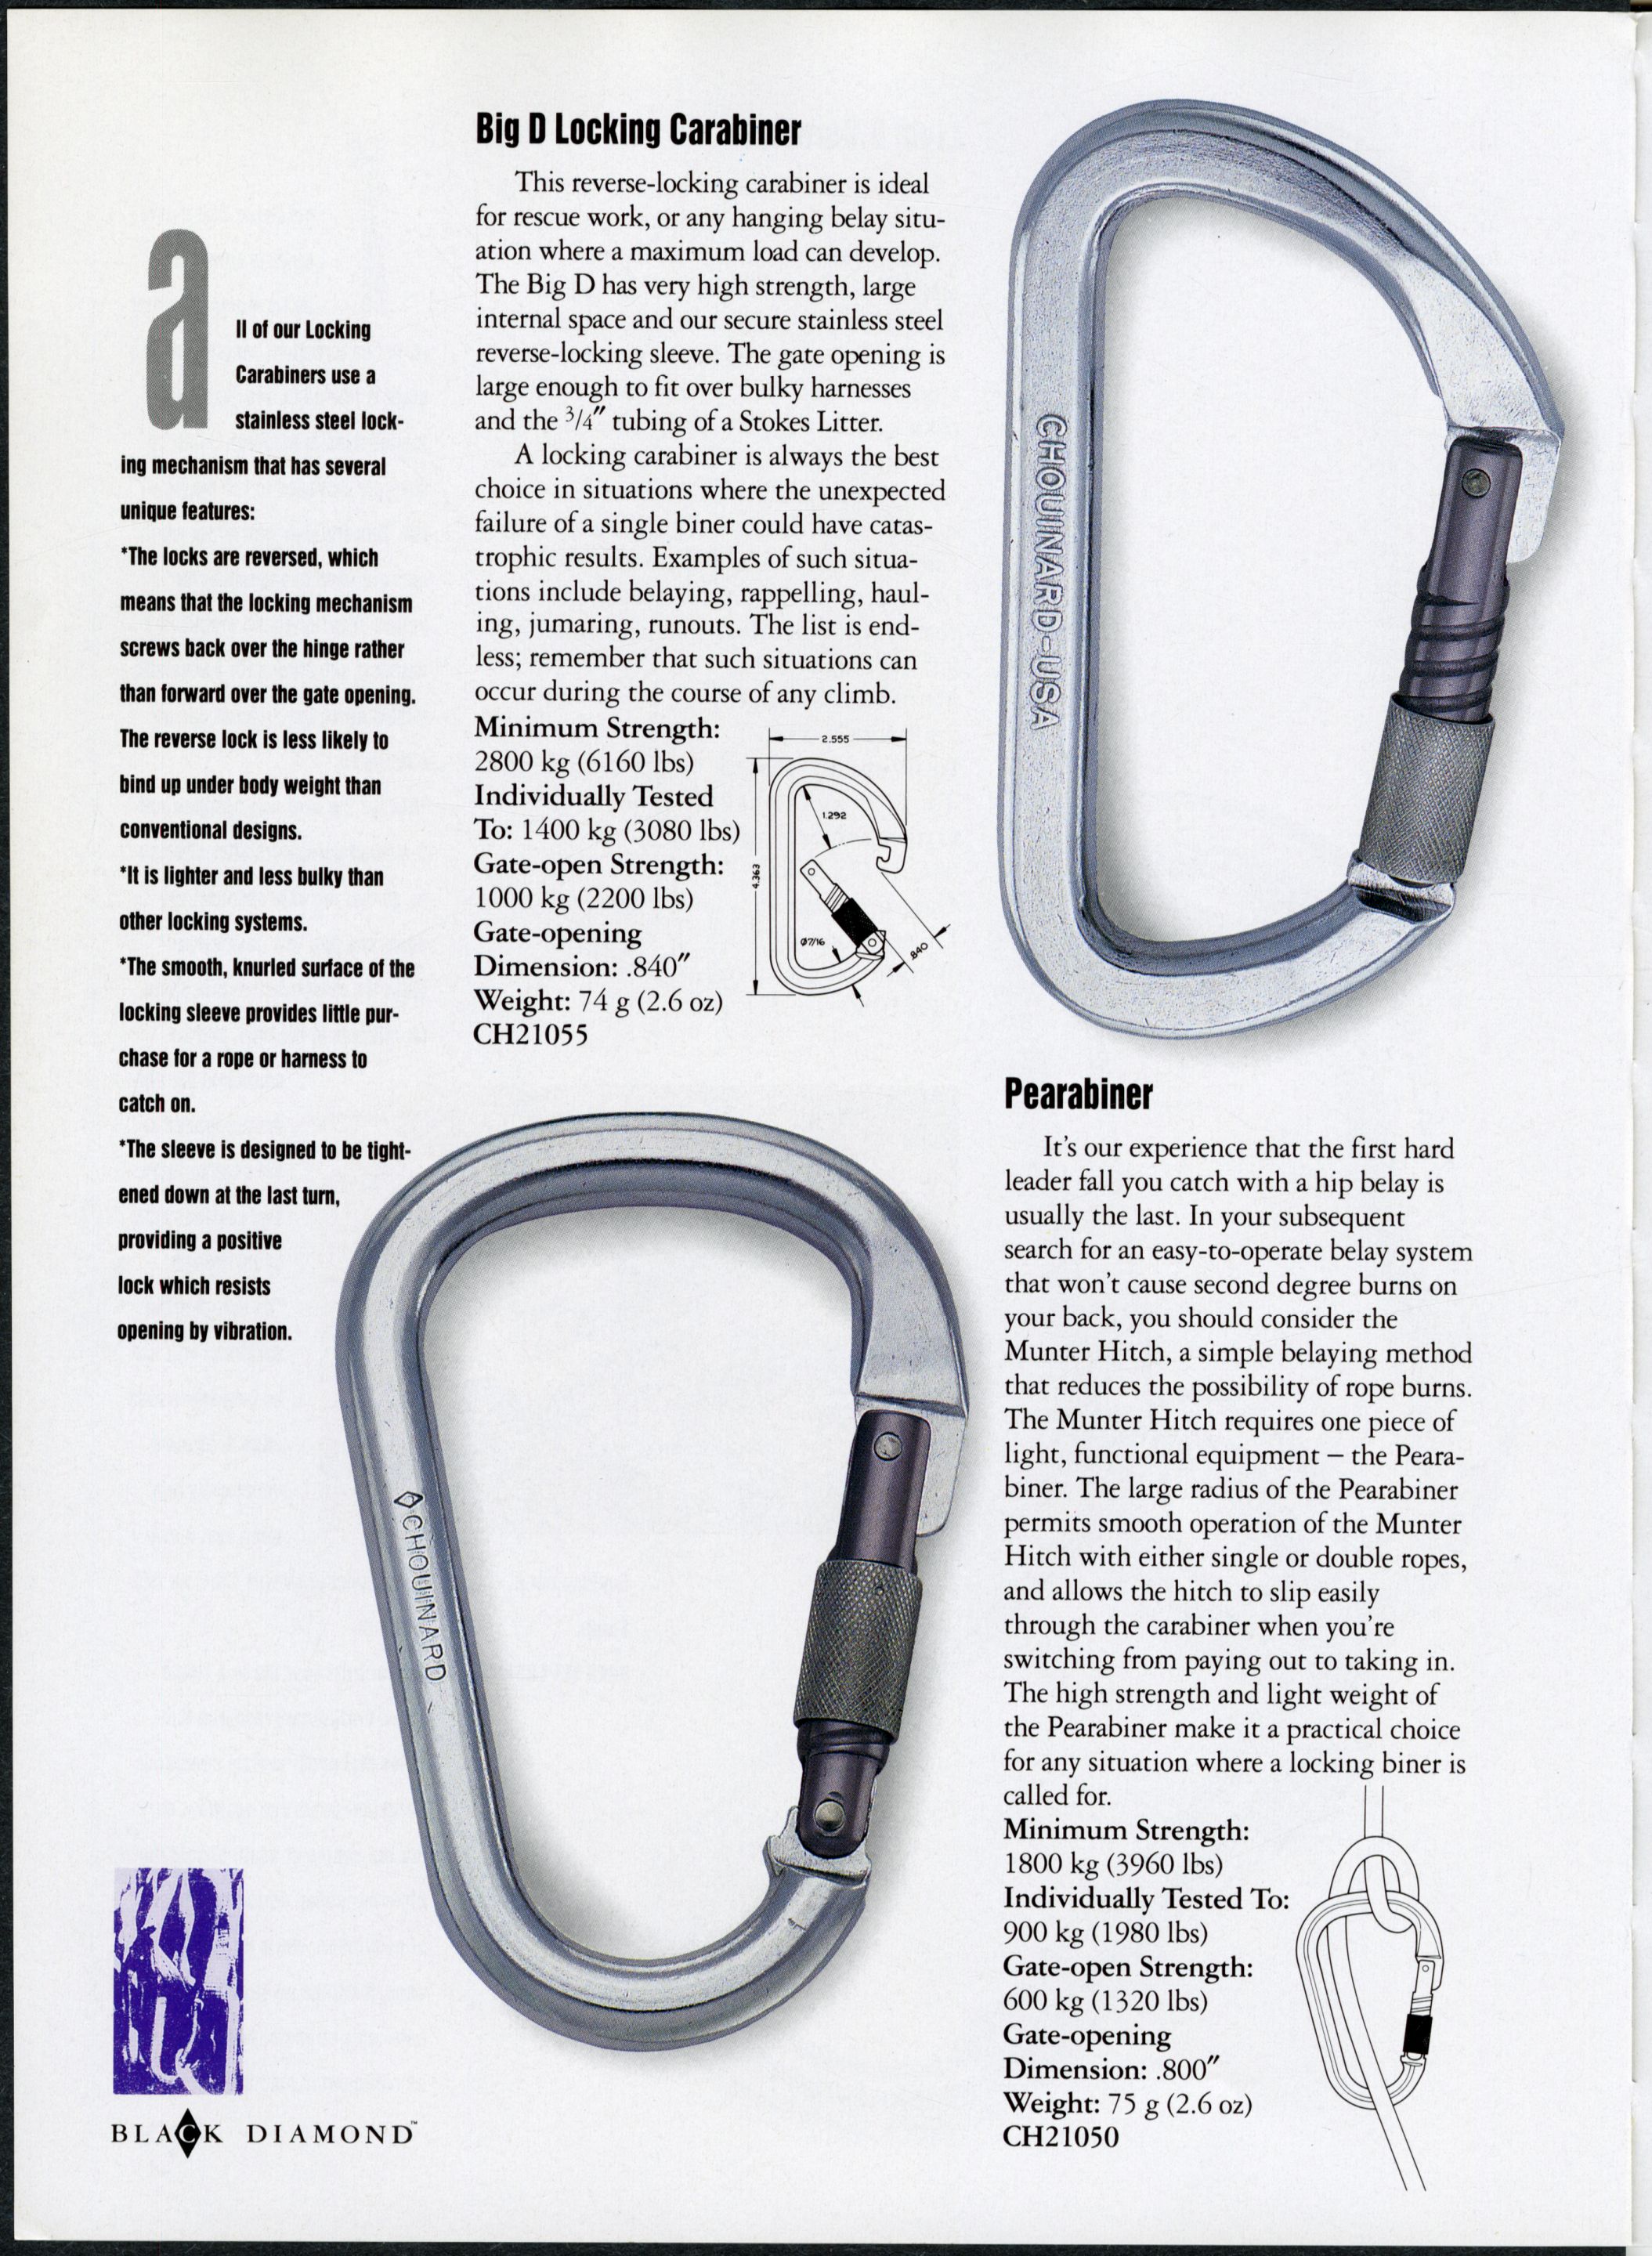 all of our Locking
Carabiners use a
stainless steel lock-
ing mechanism that has several
unique features:
*The locks are reversed, which
means that the locking mechanism
screws back over the hinge rather
than forward over the gate opening.
The reverse lock is less likely to
bind up under body weight than
conventional designs.
*It is lighter and less bulky than
other locking systems.
*The smooth, knurled surface of the
locking sleeve provides little pur-
chase for a rope or harness to
catch on.
*The sleeve is designed to be tight-
ened down at the last turn,
providing a positive
lock which resists
opening by vibration.
Big D Locking Carabiner
This reverse-locking carabiner is ideal
for rescue work, or any hanging belay situ-
ation where a maximum load can develop.
The Big D has very high strength, large
internal space and our secure stainless steel
reverse-locking sleeve. The gate opening is
large enough to fit over bulky harnesses
and the 3/4″ tubing of a Stokes Litter.
A locking carabiner is always the best
choice in situations where the unexpected
failure of a single biner could have catas-
trophic results. Examples of such situa-
tions include belaying, rappelling, haul-
ing, jumaring, runouts. The list is end-
less; remember that such situations can
occur during the course of any climb.
Minimum Strength:
2800 kg (6160 lbs)
Individually Tested
To: 1400 kg (3080 lbs)
Gate-open Strength:
1000 kg (2200 lbs)
Gate-opening
Dimension: .840″
Weight: 74 g (2.6 oz)
CH21055
2.555
1.292
4.363
Ø7/16
.840
CHOUINARD-USA
CHOUINARD
Pearabiner
It's our experience that the first hard
leader fall you catch with a hip belay is
usually the last. In your subsequent
search for an easy-to-operate belay system
that won't cause second degree burns on
your back, you should consider the
Munter Hitch, a simple belaying method
that reduces the possibility of rope burns.
The Munter Hitch requires one piece of
light, functional equipment – the Peara-
biner. The large radius of the Pearabiner
permits smooth operation of the Munter
Hitch with either single or double ropes,
and allows the hitch to slip easily
through the carabiner when you're
switching from paying out to taking in.
The high strength and light weight of
the Pearabiner make it a practical choice
for any situation where a locking biner is
called for.
Minimum Strength:
1800 kg (3960 lbs)
Individually Tested To:
900 kg (1980 lbs)
Gate-open Strength:
600 kg (1320 lbs)
Gate-opening
Dimension: .800″
Weight: 75 g (2.6 oz)
CH21050
BLACK DIAMOND™